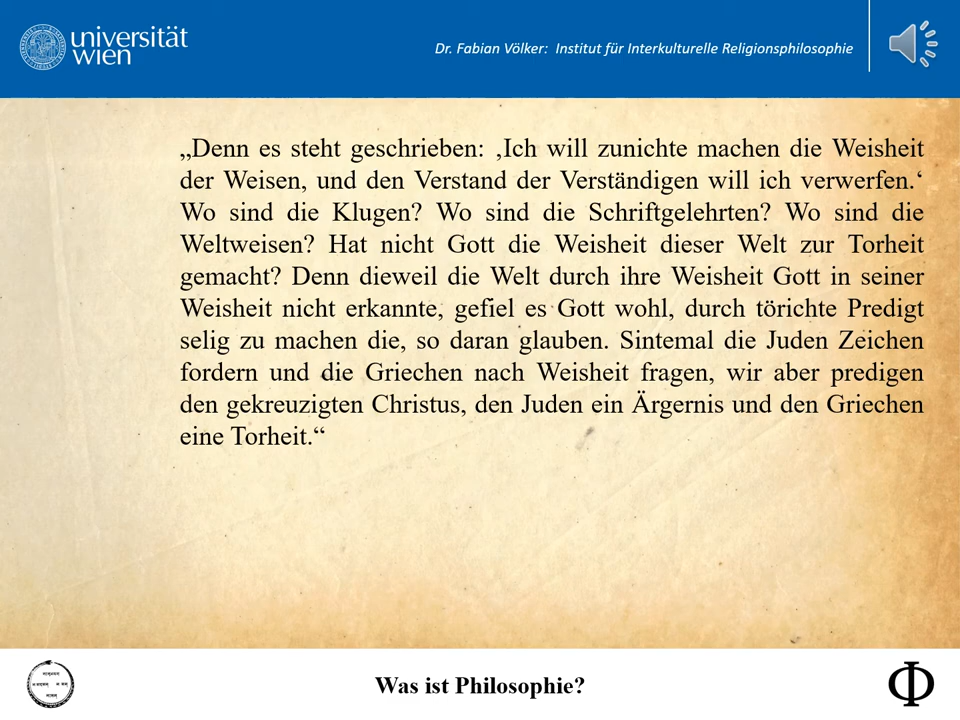 universität
wien
Dr. Fabian Völker: Institut für Interkulturelle Religionsphilosophie
„Denn es steht geschrieben: ‚Ich will zunichte machen die Weisheit
der Weisen, und den Verstand der Verständigen will ich verwerfen.‘
Wo sind die Klugen? Wo sind die Schriftgelehrten? Wo sind die
Weltweisen? Hat nicht Gott die Weisheit dieser Welt zur Torheit
gemacht? Denn dieweil die Welt durch ihre Weisheit Gott in seiner
Weisheit nicht erkannte, gefiel es Gott wohl, durch törichte Predigt
selig zu machen die, so daran glauben. Sintemal die Juden Zeichen
fordern und die Griechen nach Weisheit fragen, wir aber predigen
den gekreuzigten Christus, den Juden ein Ärgernis und den Griechen
eine Torheit.“
Was ist Philosophie?
Φ